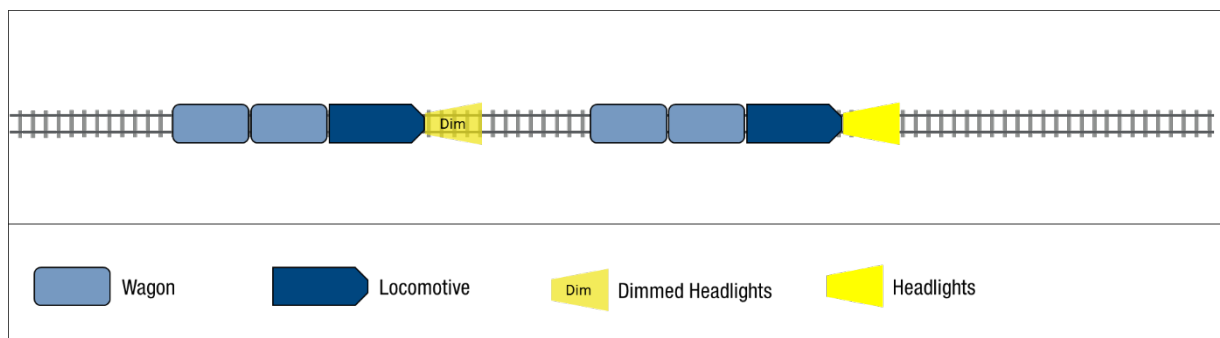 Dim
Wagon
Locomotive
Dim
Dimmed Headlights
Headlights